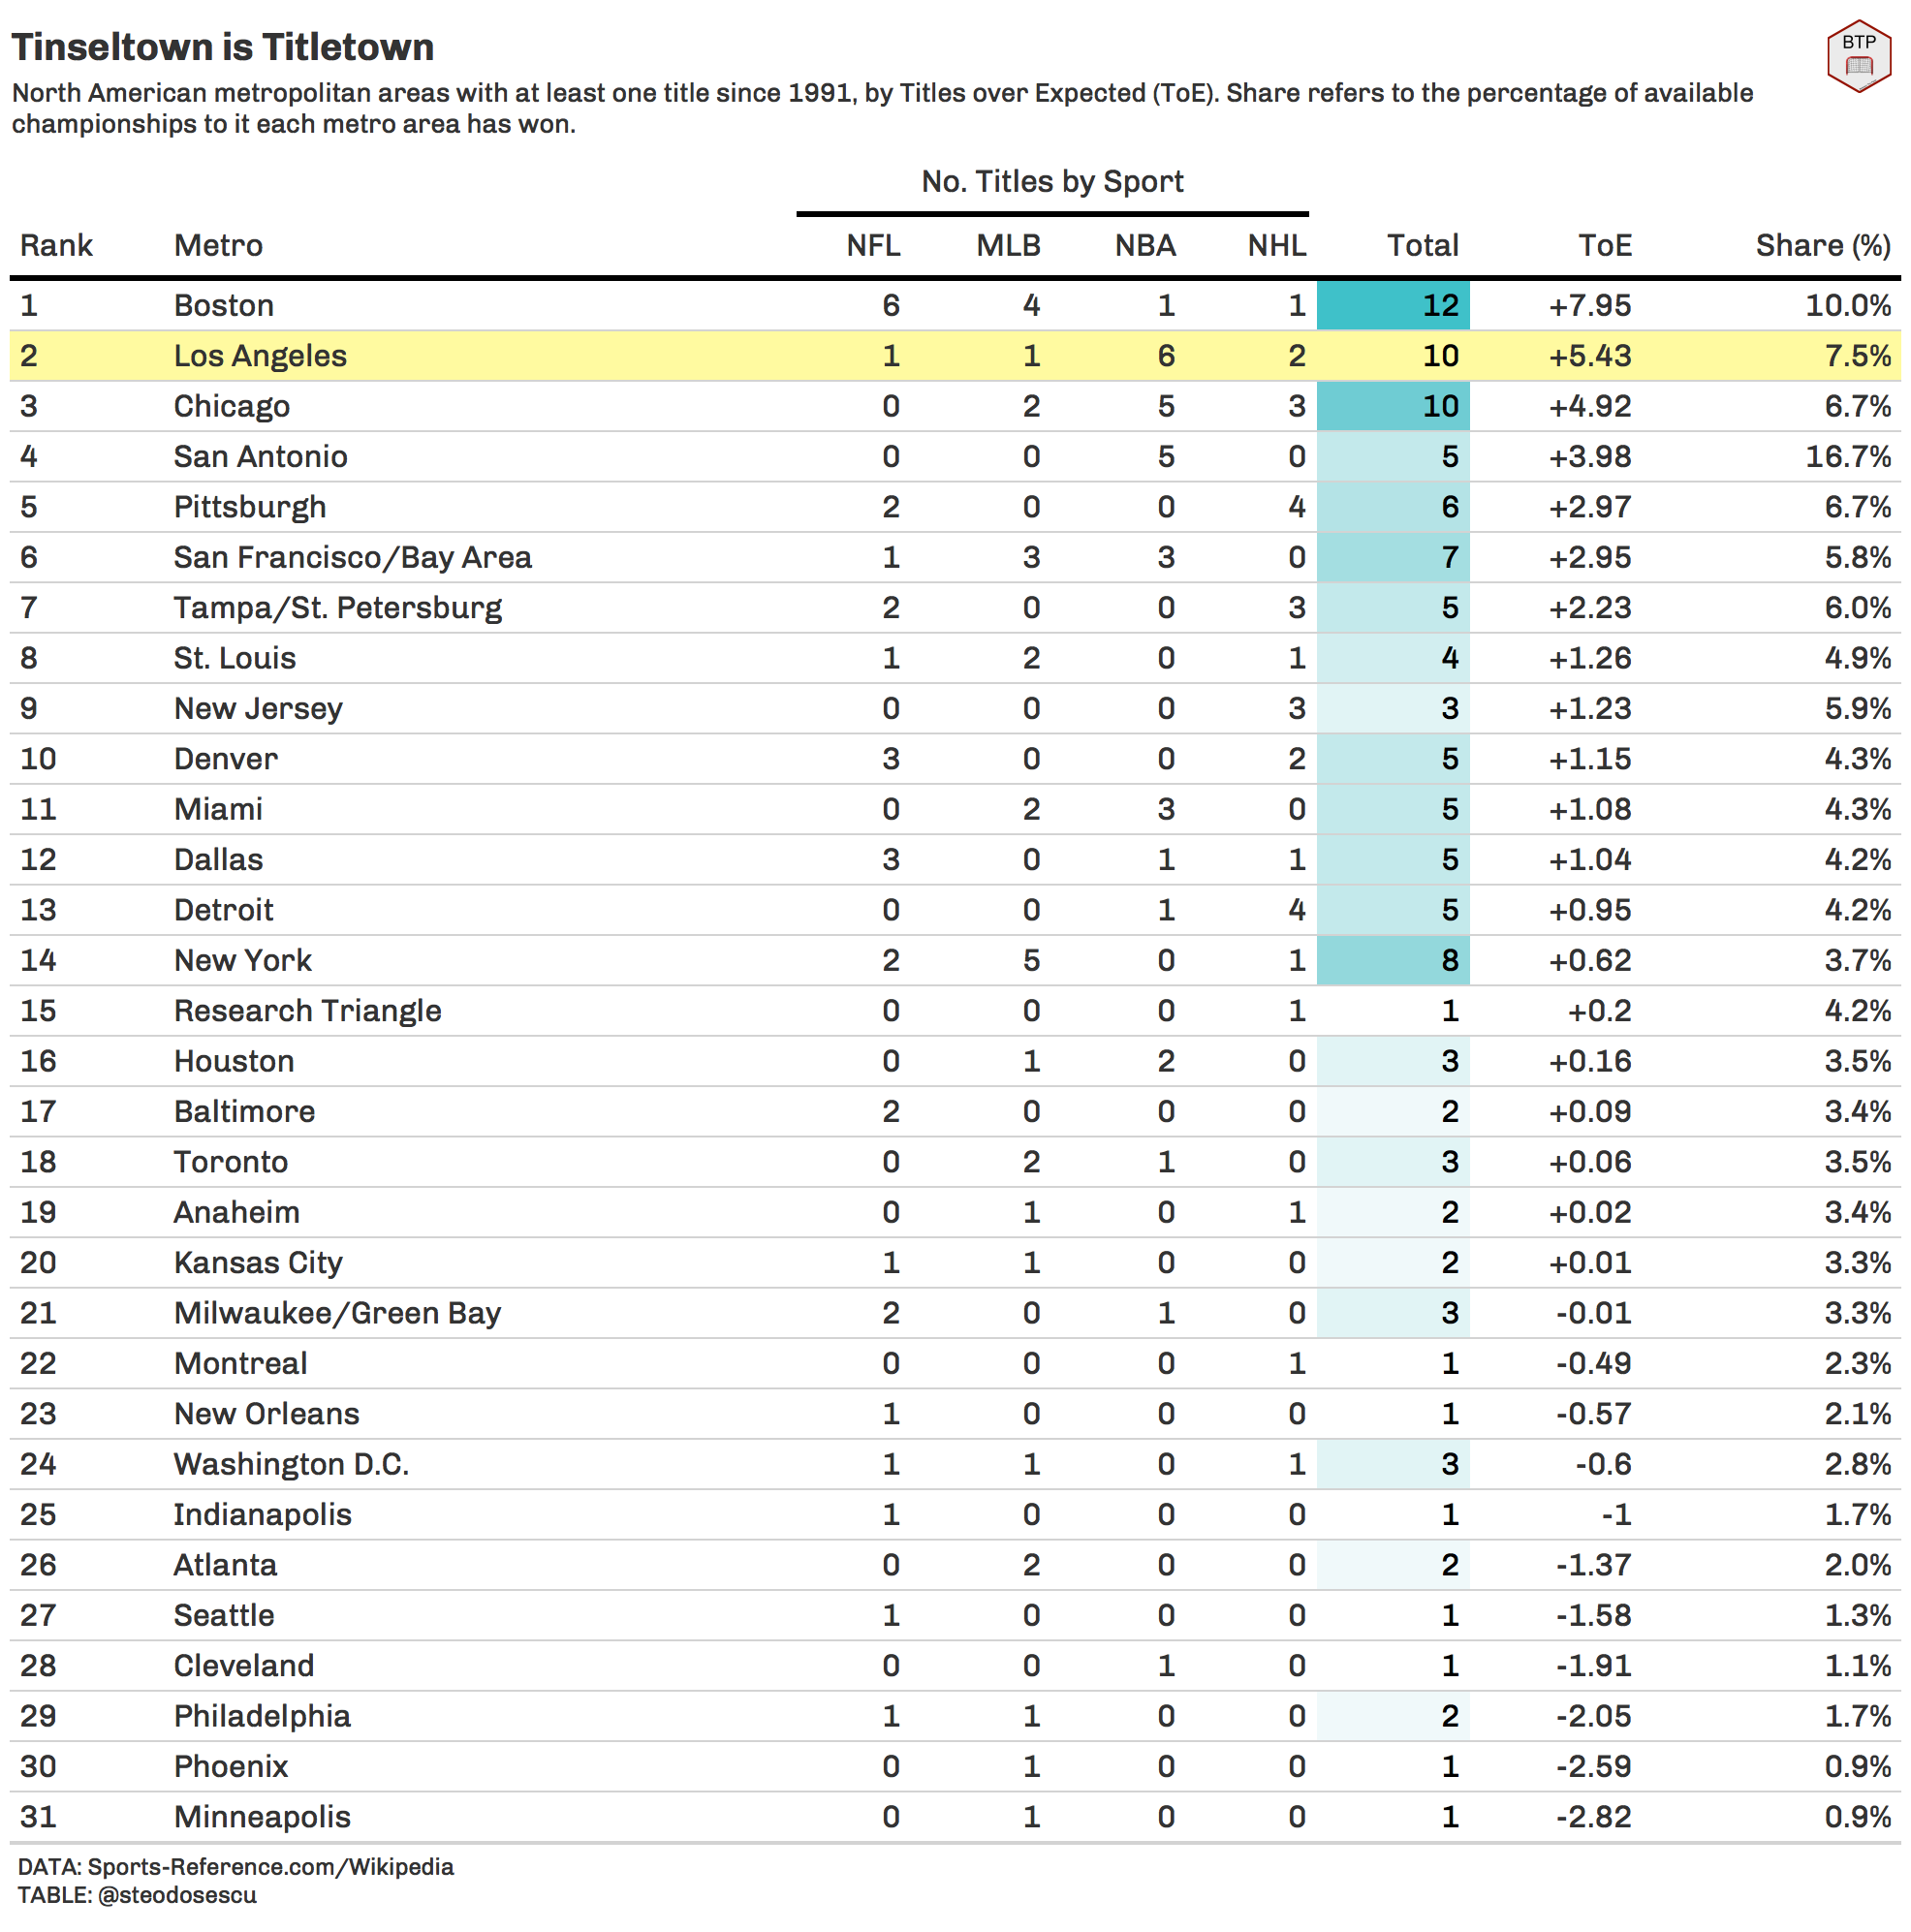 Tinseltown is Titletown
BTP
North American metropolitan areas with at least one title since 1991, by Titles over Expected (ToE). Share refers to the percentage of available
championships to it each metro area has won.
No. Titles by Sport
Rank Metro NFL MLB NBA NHL Total ToE Share (%)
1 Boston 6 4 1 1 12 +7.95 10.0%
2 Los Angeles 1 1 6 2 10 +5.43 7.5%
3 Chicago 0 2 5 3 10 +4.92 6.7%
4 San Antonio 0 0 5 0 5 +3.98 16.7%
5 Pittsburgh 2 0 0 4 6 +2.97 6.7%
6 San Francisco/Bay Area 1 3 3 0 7 +2.95 5.8%
7 Tampa/St. Petersburg 2 0 0 3 5 +2.23 6.0%
8 St. Louis 1 2 0 1 4 +1.26 4.9%
9 New Jersey 0 0 0 3 3 +1.23 5.9%
10 Denver 3 0 0 2 5 +1.15 4.3%
11 Miami 0 2 3 0 5 +1.08 4.3%
12 Dallas 3 0 1 1 5 +1.04 4.2%
13 Detroit 0 0 1 4 5 +0.95 4.2%
14 New York 2 5 0 1 8 +0.62 3.7%
15 Research Triangle 0 0 0 1 1 +0.2 4.2%
16 Houston 0 1 2 0 3 +0.16 3.5%
17 Baltimore 2 0 0 0 2 +0.09 3.4%
18 Toronto 0 2 1 0 3 +0.06 3.5%
19 Anaheim 0 1 0 1 2 +0.02 3.4%
20 Kansas City 1 1 0 0 2 +0.01 3.3%
21 Milwaukee/Green Bay 2 0 1 0 3 -0.01 3.3%
22 Montreal 0 0 0 1 1 -0.49 2.3%
23 New Orleans 1 0 0 0 1 -0.57 2.1%
24 Washington D.C. 1 1 0 1 3 -0.6 2.8%
25 Indianapolis 1 0 0 0 1 -1 1.7%
26 Atlanta 0 2 0 0 2 -1.37 2.0%
27 Seattle 1 0 0 0 1 -1.58 1.3%
28 Cleveland 0 0 1 0 1 -1.91 1.1%
29 Philadelphia 1 1 0 0 2 -2.05 1.7%
30 Phoenix 0 1 0 0 1 -2.59 0.9%
31 Minneapolis 0 1 0 0 1 -2.82 0.9%
DATA: Sports-Reference.com/Wikipedia
TABLE: @steodosescu